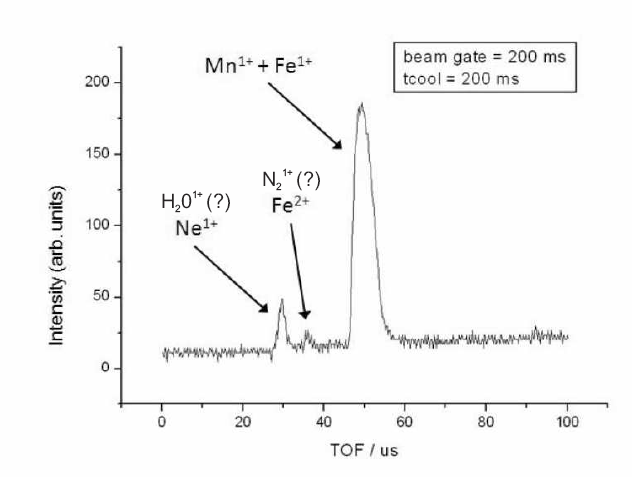 beam gate = 200 ms
tcool = 200 ms
Mn¹⁺ + Fe¹⁺
N₂¹⁺ (?)
Fe²⁺
H₂0¹⁺ (?)
Ne¹⁺
Intensity (arb. units)
200
150
100
50
0
0 20 40 60 80 100
TOF / us